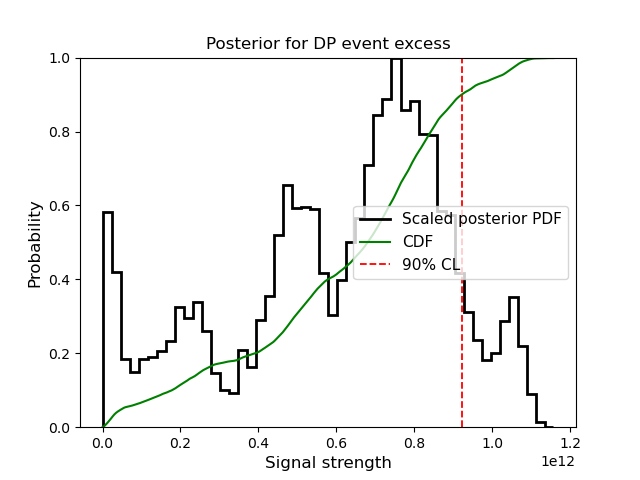 Posterior for DP event excess
1.0
0.8
0.6
0.4
0.2
0.0
Probability
Scaled posterior PDF
CDF
90% CL
0.0
0.2
0.4
0.6
0.8
1.0
1.2
1e12
Signal strength